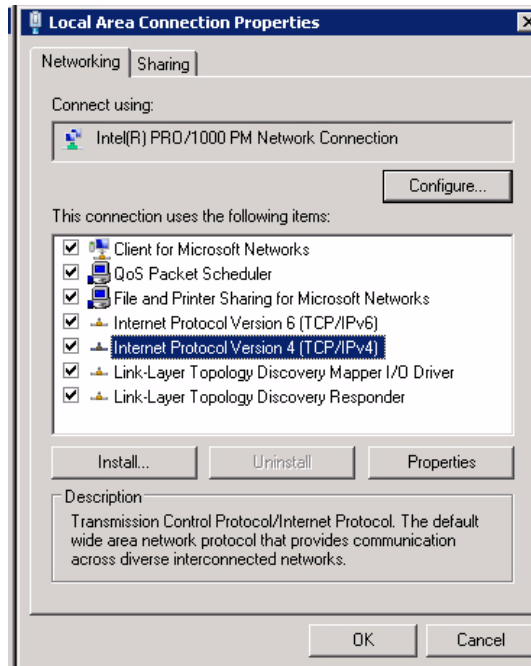 Local Area Connection Properties
Networking
Sharing
Connect using:
Intel(R) PRO/1000 PM Network Connection
Configure...
This connection uses the following items:
Client for Microsoft Networks
QoS Packet Scheduler
File and Printer Sharing for Microsoft Networks
Internet Protocol Version 6 (TCP/IPv6)
Internet Protocol Version 4 (TCP/IPv4)
Link-Layer Topology Discovery Mapper I/O Driver
Link-Layer Topology Discovery Responder
Install...
Uninstall
Properties
Description
Transmission Control Protocol/Internet Protocol. The default
wide area network protocol that provides communication
across diverse interconnected networks.
OK
Cancel